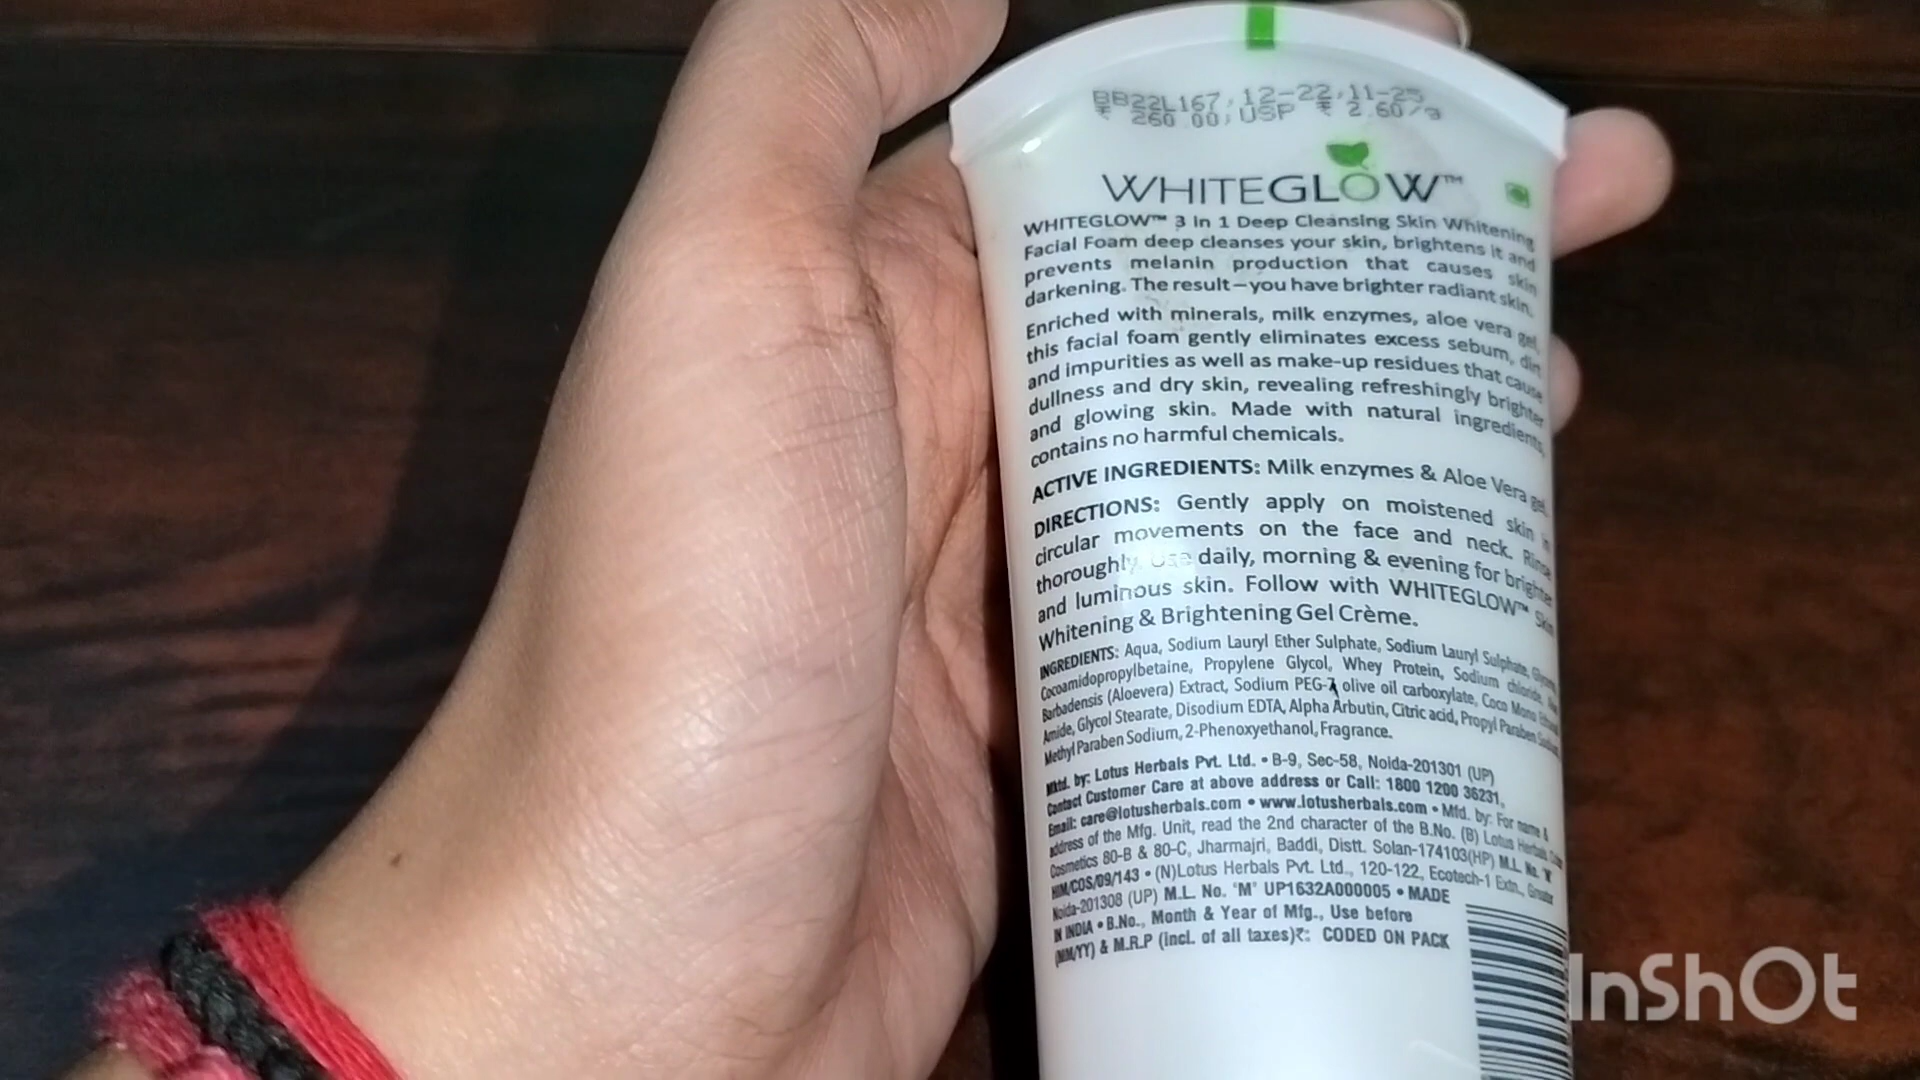 BB22L167, 12-22, 11-25
₹ 260.00, USP ₹ 2.60/g
WHITEGLOW™
WHITEGLOW™ 3 in 1 Deep Cleansing Skin Whitening
Facial Foam deep cleanses your skin, brightens it and
prevents melanin production that causes skin
darkening. The result—you have brighter radiant skin.
Enriched with minerals, milk enzymes, aloe vera gel,
this facial foam gently eliminates excess sebum, dirt
and impurities as well as make-up residues that cause
dullness and dry skin, revealing refreshingly brighter
and glowing skin. Made with natural ingredients,
contains no harmful chemicals.
ACTIVE INGREDIENTS: Milk enzymes & Aloe Vera gel.
DIRECTIONS: Gently apply on moistened skin in
circular movements on the face and neck. Rinse
thoroughly. Use daily, morning & evening for brighter
and luminous skin. Follow with WHITEGLOW™ Skin
Whitening & Brightening Gel Crème.
INGREDIENTS: Aqua, Sodium Lauryl Ether Sulphate, Sodium Lauryl Sulphate,
Cocoamidopropylbetaine, Propylene Glycol, Whey Protein, Sodium chloride,
Barbadensis (Aloevera) Extract, Sodium PEG-7 olive oil carboxylate, Coco Mono
Amide, Glycol Stearate, Disodium EDTA, Alpha Arbutin, Citric acid, Propyl Paraben
Methyl Paraben Sodium, 2-Phenoxyethanol, Fragrance.
Mktd. by: Lotus Herbals Pvt. Ltd. • B-9, Sec-58, Noida-201301 (UP)
Contact Customer Care at above address or Call: 1800 1200 36231,
Email: care@lotusherbals.com • www.lotusherbals.com • Mfd. by: For name &
address of the Mfg. Unit, read the 2nd character of the B.No. (B) Lotus Herbals
Cosmetics 80-B & 80-C, Jharmajri, Baddi, Distt. Solan-174103(HP) M.L. No.
HIM/COS/09/143 • (N)Lotus Herbals Pvt. Ltd., 120-122, Ecotech-1 Extn., Greater
Noida-201308 (UP) M.L. No. "M" UP1632A000005 • MADE
IN INDIA • B.No., Month & Year of Mfg., Use before
(MM/YY) & M.R.P (incl. of all taxes)₹: CODED ON PACK
InShOt